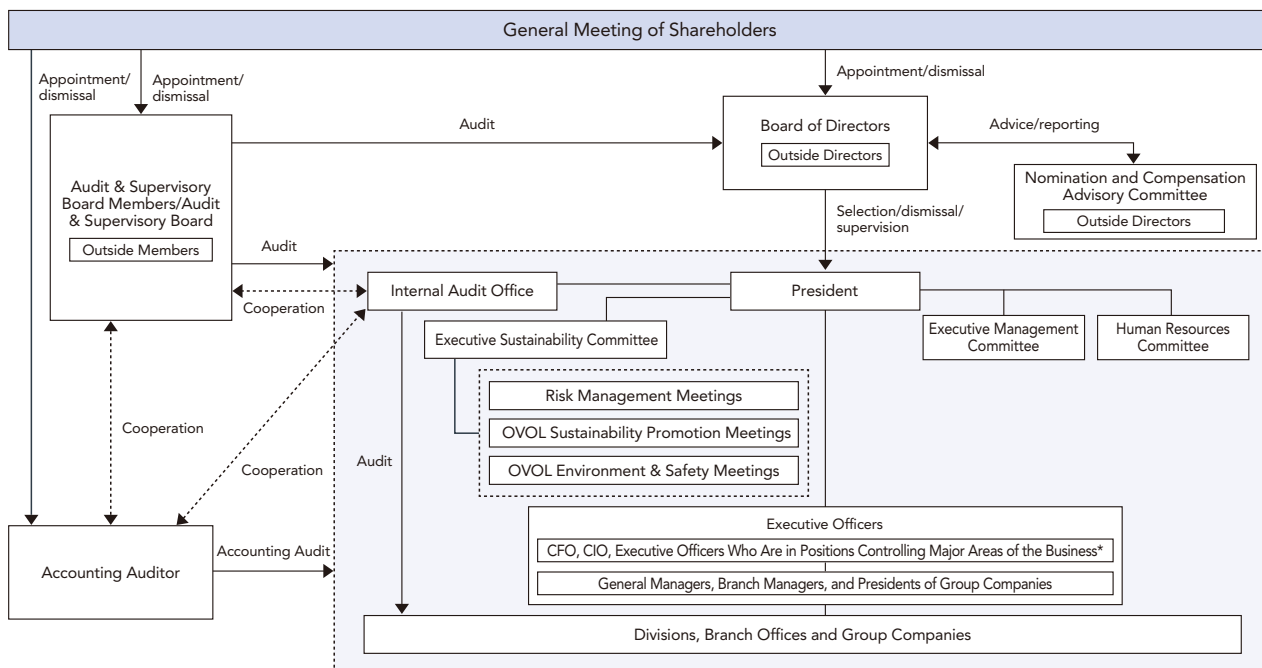 General Meeting of Shareholders
Appointment/
dismissal
Appointment/
dismissal
Appointment/dismissal
Audit
Board of Directors
Outside Directors
Advice/reporting
Nomination and Compensation
Advisory Committee
Outside Directors
Audit & Supervisory
Board Members/Audit
& Supervisory Board
Outside Members
Selection/dismissal/
supervision
Audit
Cooperation
Internal Audit Office
President
Executive Sustainability Committee
Executive Management
Committee
Human Resources
Committee
Risk Management Meetings
OVOL Sustainability Promotion Meetings
OVOL Environment & Safety Meetings
Cooperation
Cooperation
Audit
Accounting Auditor
Accounting Audit
Executive Officers
CFO, CIO, Executive Officers Who Are in Positions Controlling Major Areas of the Business*
General Managers, Branch Managers, and Presidents of Group Companies
Divisions, Branch Offices and Group Companies